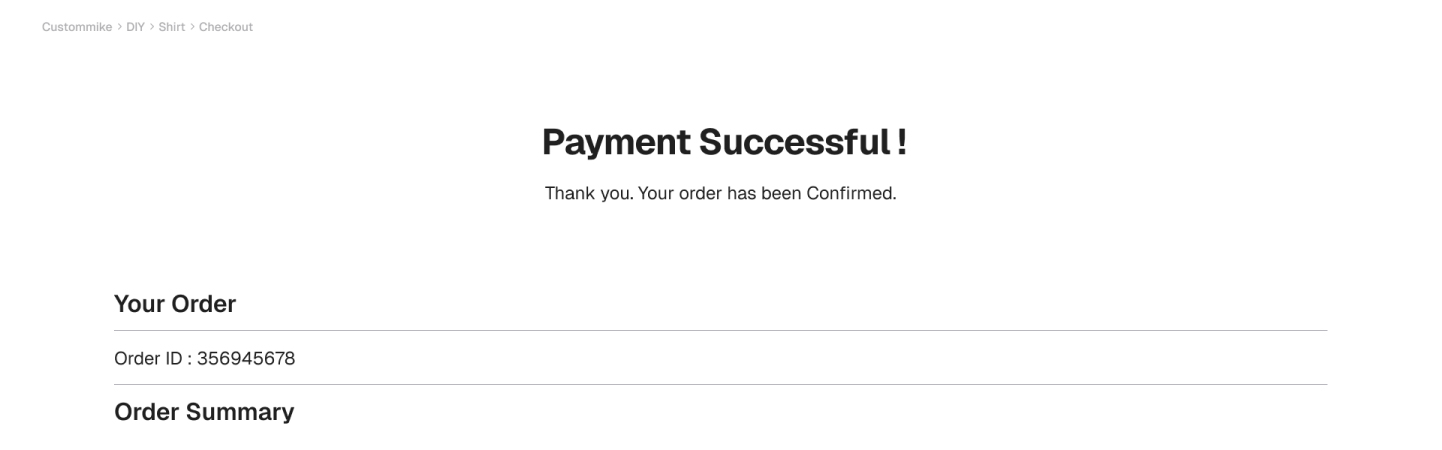 Custommike > DIY > Shirt > Checkout
Payment Successful !
Thank you. Your order has been Confirmed.
Your Order
Order ID : 356945678
Order Summary